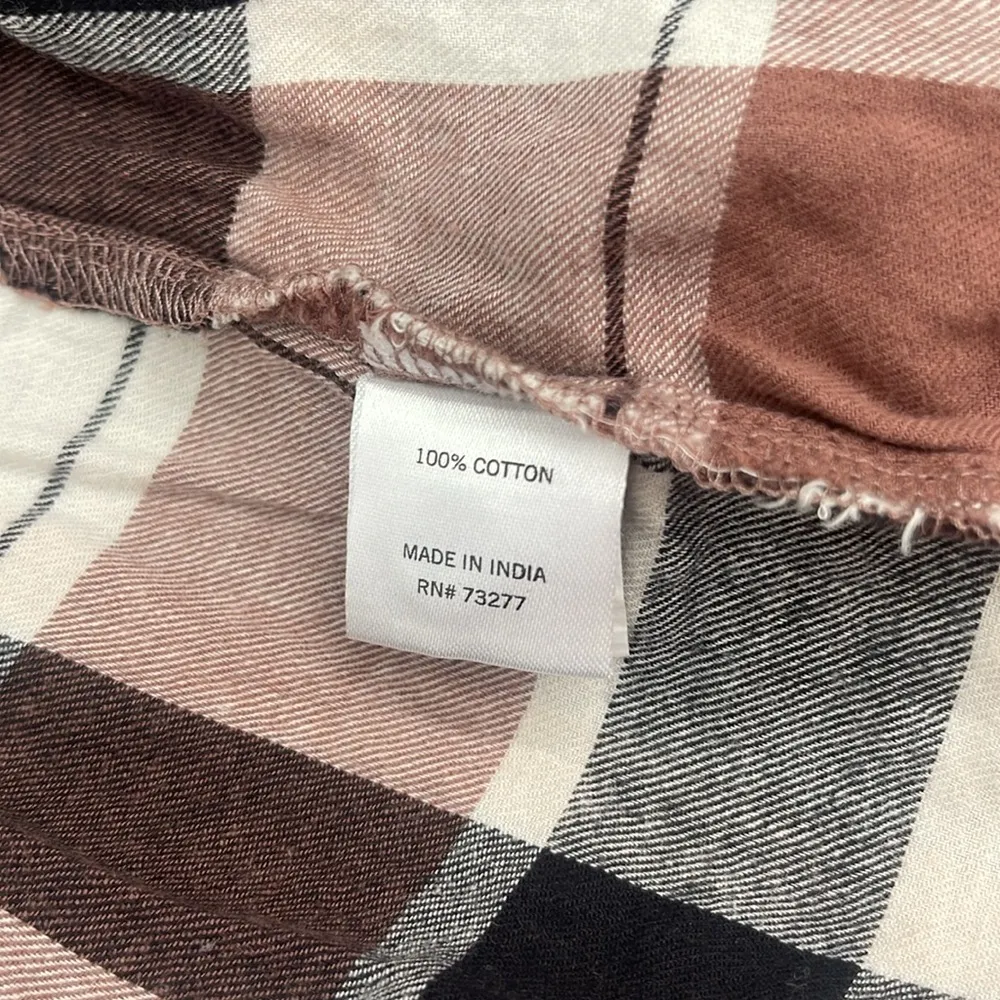 100% COTTON
MADE IN INDIA
RN# 73277